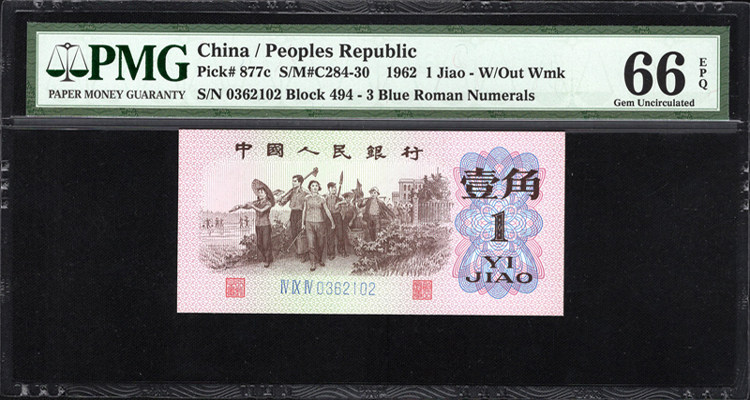 PMG
PAPER MONEY GUARANTY
China / Peoples Republic
Pick# 877c S/M#C284-30 1962 1 Jiao - W/Out Wmk
S/N 0362102 Block 494 - 3 Blue Roman Numerals
66 EPQ
Gem Uncirculated
中國人民銀行
壹角
1
YI
JIAO
ⅣⅨⅣ 0362102